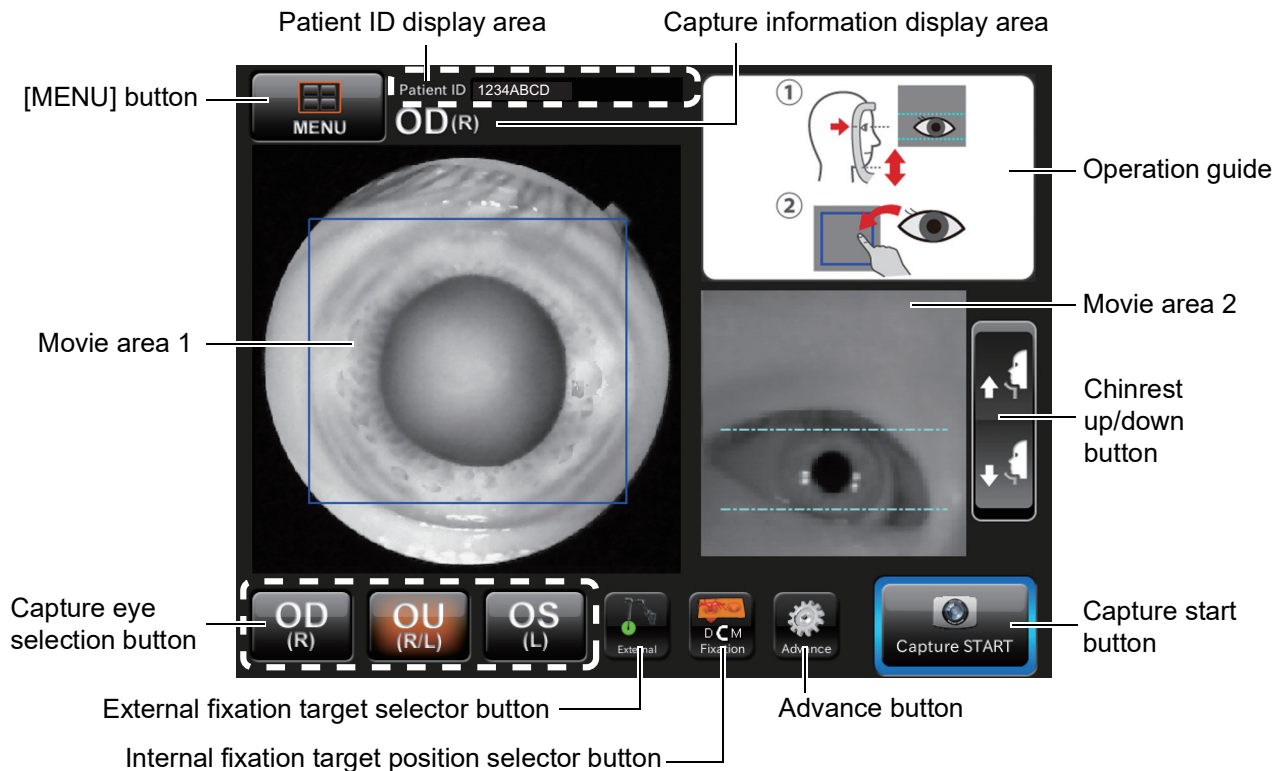 Patient ID display area
Capture information display area
[MENU] button
MENU
Patient ID 1234ABCD
OD(R)
①
②
Operation guide
Movie area 1
Movie area 2
Chinrest
up/down
button
Capture eye
selection button
OD
(R)
OU
(R/L)
OS
(L)
External
D C M
Fixation
Advance
Capture START
Capture start
button
External fixation target selector button
Advance button
Internal fixation target position selector button